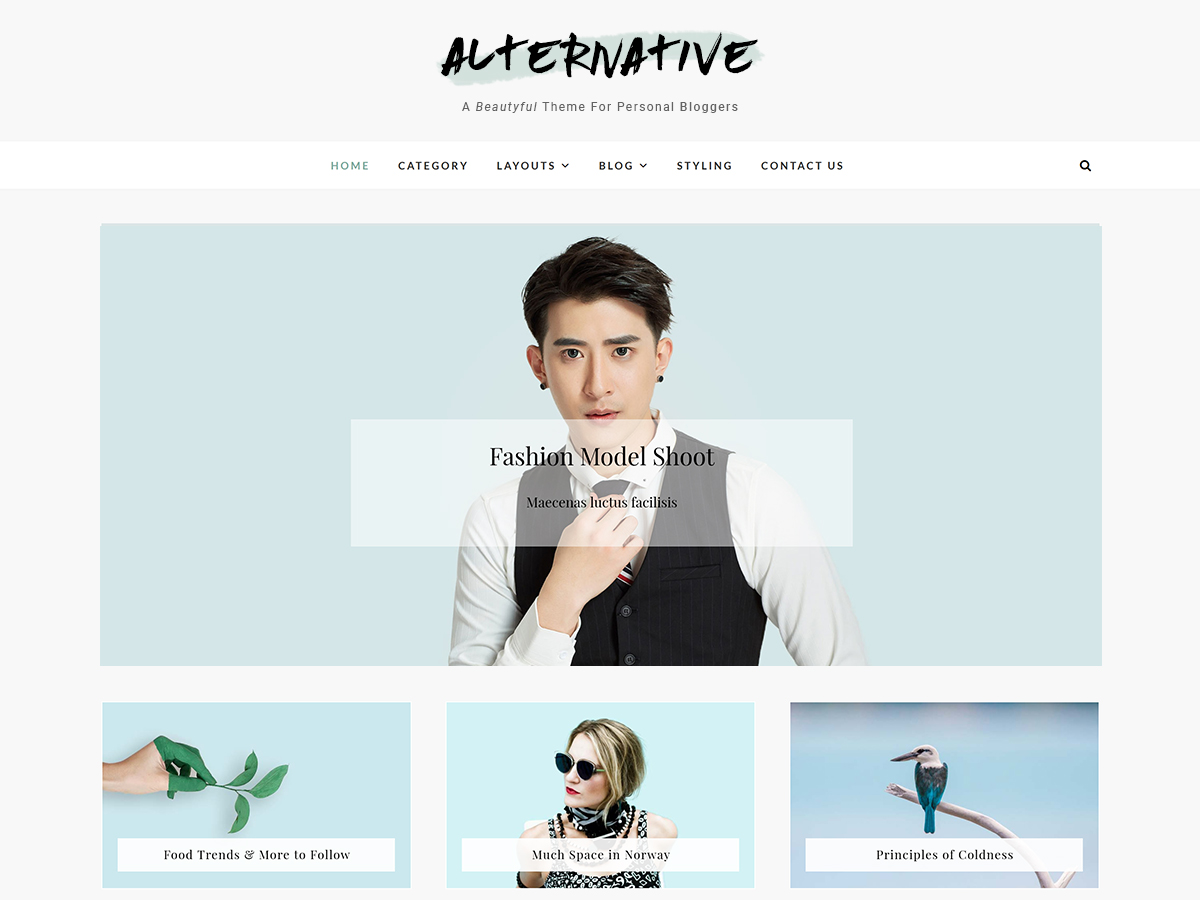 ALTERNATIVE
A Beautyful Theme For Personal Bloggers
HOME CATEGORY LAYOUTS BLOG STYLING CONTACT US
Fashion Model Shoot
Maecenas luctus facilisis
Food Trends & More to Follow
Much Space in Norway
Principles of Coldness